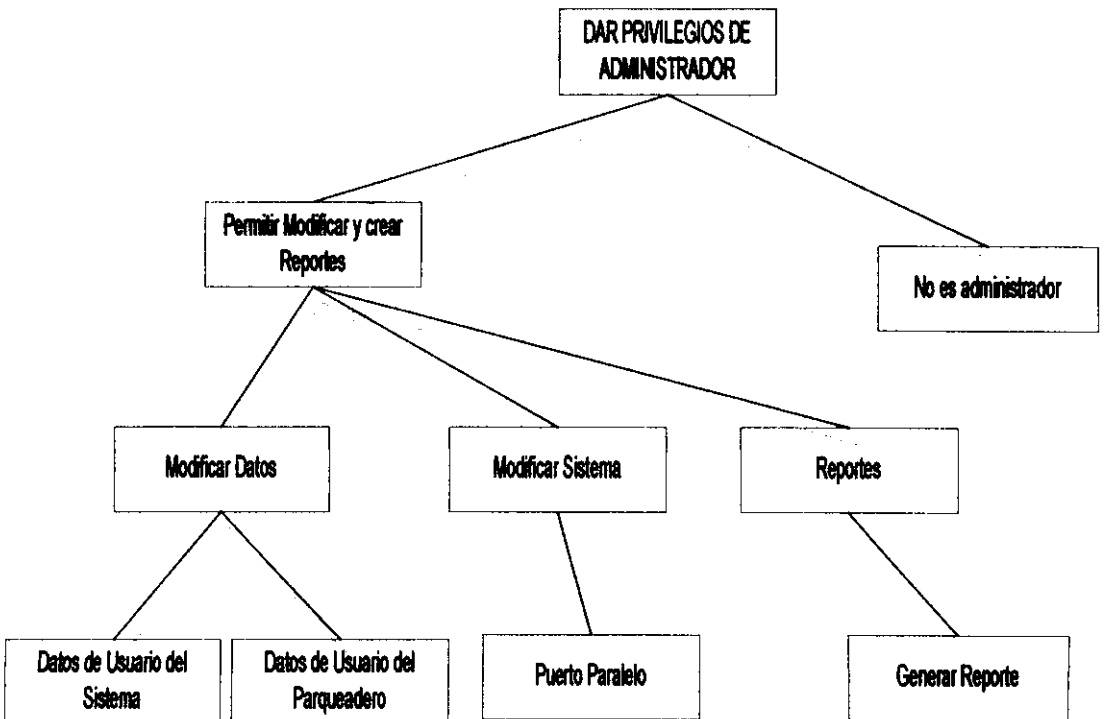 DAR PRIVILEGIOS DE
ADMINISTRADOR
Permitir Modificar y crear
Reportes
No es administrador
Modificar Datos
Modificar Sistema
Reportes
Datos de Usuario del
Sistema
Datos de Usuario del
Parqueadero
Puerto Paralelo
Generar Reporte